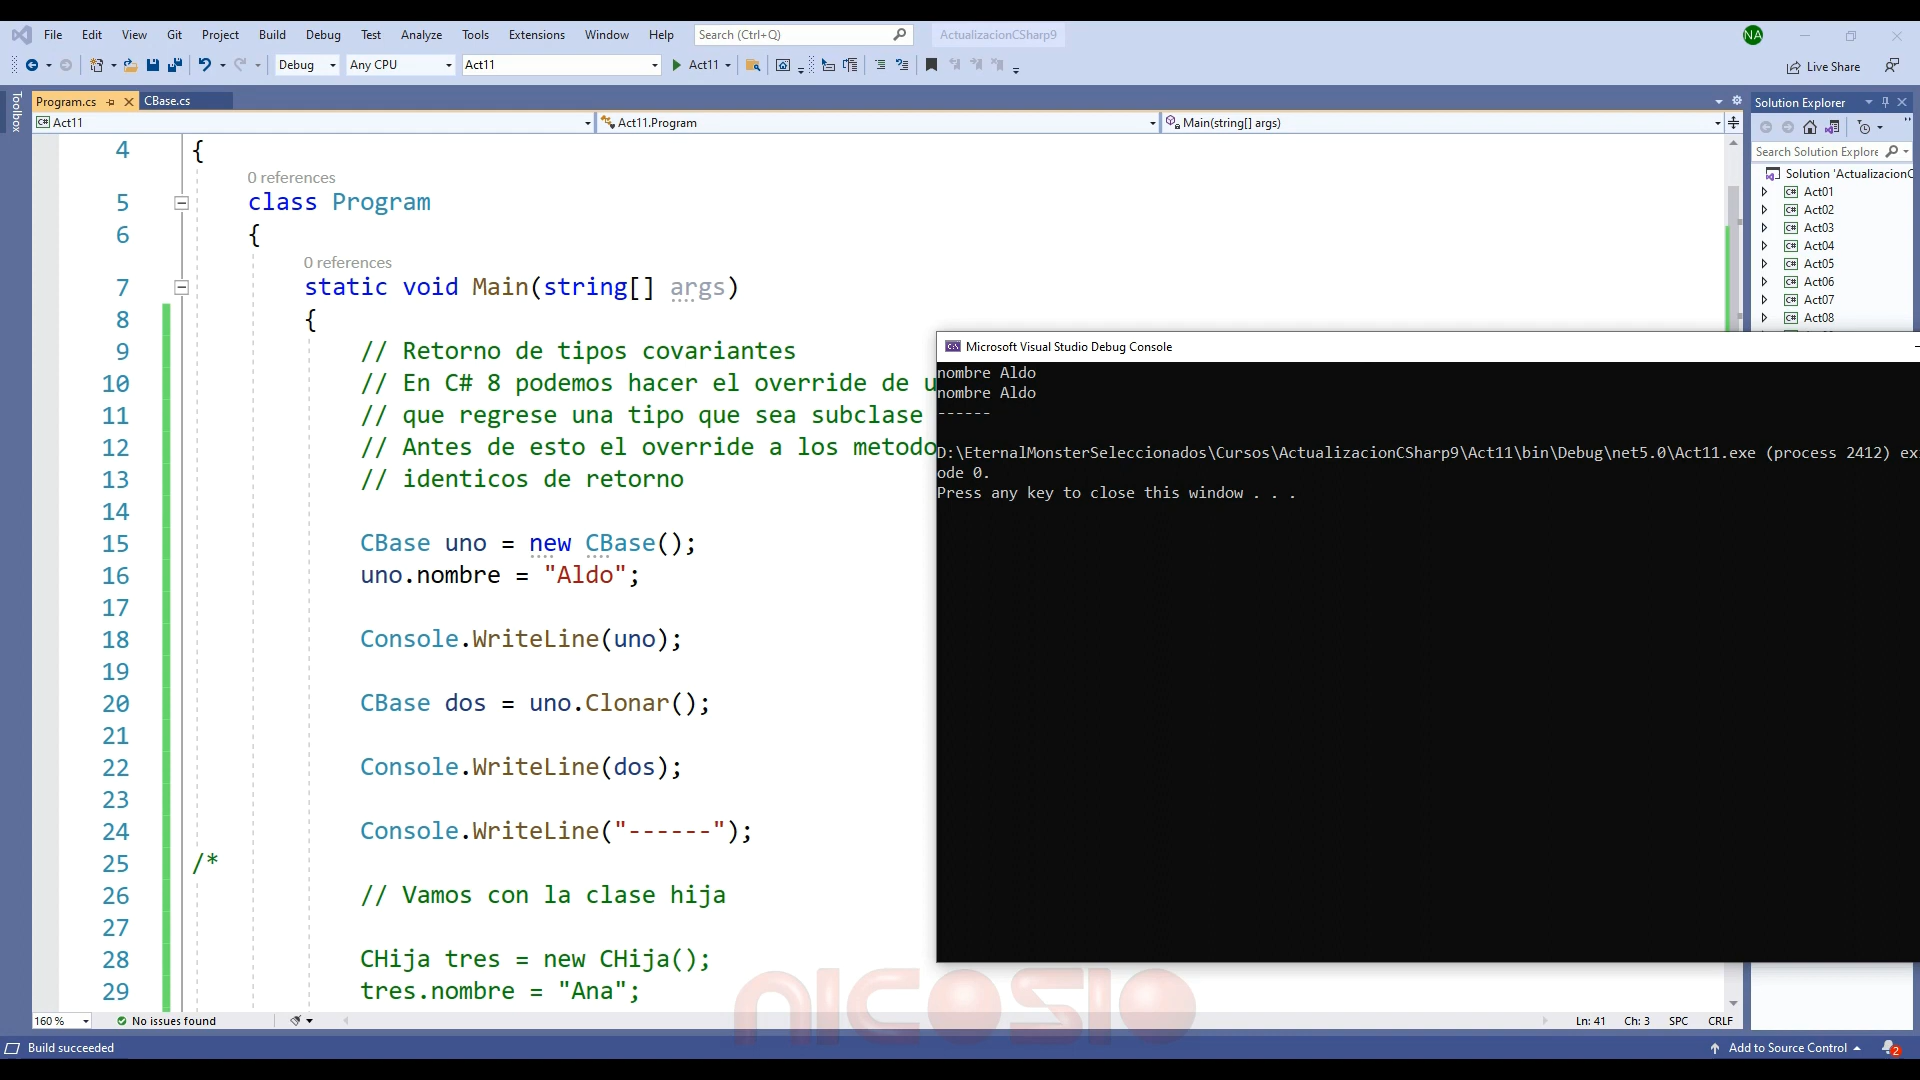 File Edit View Git Project Build Debug Test Analyze Tools Extensions Window Help Search (Ctrl+Q) ActualizacionCSharp9 NA
Debug Any CPU Act11 Act11 Live Share
Toolbox
Program.cs CBase.cs
Act11 Act11.Program Main(string[] args)
4 {
0 references
5 class Program
6 {
0 references
7 static void Main(string[] args)
8 {
9 // Retorno de tipos covariantes
10 // En C# 8 podemos hacer el override de u
11 // que regrese una tipo que sea subclase
12 // Antes de esto el override a los metodo
13 // identicos de retorno
14
15 CBase uno = new CBase();
16 uno.nombre = "Aldo";
17
18 Console.WriteLine(uno);
19
20 CBase dos = uno.Clonar();
21
22 Console.WriteLine(dos);
23
24 Console.WriteLine("------");
25 /*
26 // Vamos con la clase hija
27
28 CHija tres = new CHija();
29 tres.nombre = "Ana";
Microsoft Visual Studio Debug Console
nombre Aldo
nombre Aldo
------
D:\EternalMonsterSeleccionados\Cursos\ActualizacionCSharp9\Act11\bin\Debug\net5.0\Act11.exe (process 2412) ex
ode 0.
Press any key to close this window . . .
Solution Explorer
Search Solution Explore
Solution 'ActualizacionC
C# Act01
C# Act02
C# Act03
C# Act04
C# Act05
C# Act06
C# Act07
C# Act08
NICOSIO
160 % No issues found Ln: 41 Ch: 3 SPC CRLF
Build succeeded Add to Source Control 2